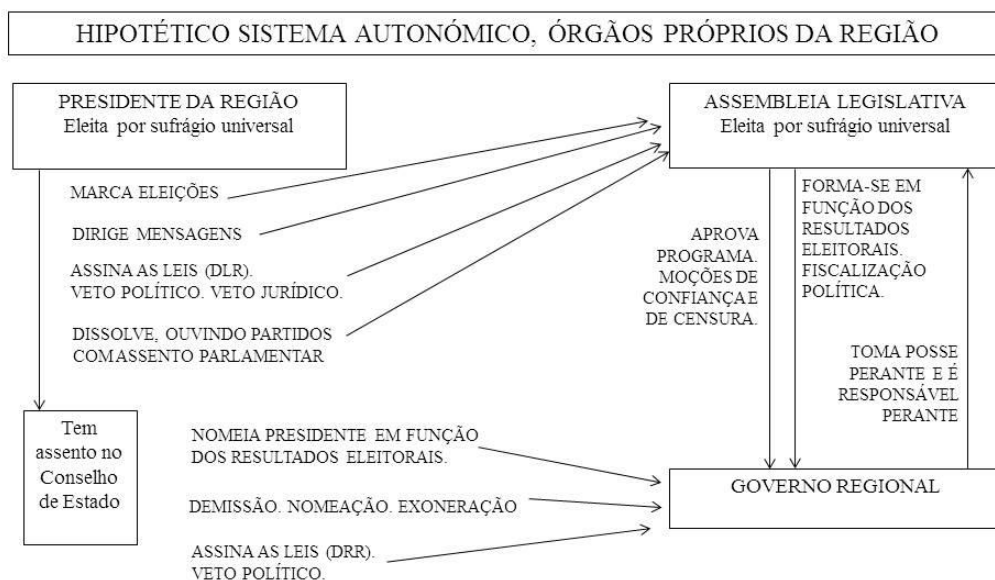 HIPOTÉTICO SISTEMA AUTONÓMICO, ÓRGÃOS PRÓPRIOS DA REGIÃO
PRESIDENTE DA REGIÃO
Eleita por sufrágio universal
ASSEMBLEIA LEGISLATIVA
Eleita por sufrágio universal
MARCA ELEIÇÕES
DIRIGE MENSAGENS
ASSINA AS LEIS (DLR).
VETO POLÍTICO. VETO JURÍDICO.
DISSOLVE, OUVINDO PARTIDOS
COM ASSENTO PARLAMENTAR
APROVA
PROGRAMA.
MOÇÕES DE
CONFIANÇA E
DE CENSURA.
FORMA-SE EM
FUNÇÃO DOS
RESULTADOS
ELEITORAIS.
FISCALIZAÇÃO
POLÍTICA.
TOMA POSSE
PERANTE E É
RESPONSÁVEL
PERANTE
Tem
assento no
Conselho
de Estado
NOMEIA PRESIDENTE EM FUNÇÃO
DOS RESULTADOS ELEITORAIS.
DEMISSÃO. NOMEAÇÃO. EXONERAÇÃO
ASSINA AS LEIS (DRR).
VETO POLÍTICO.
GOVERNO REGIONAL